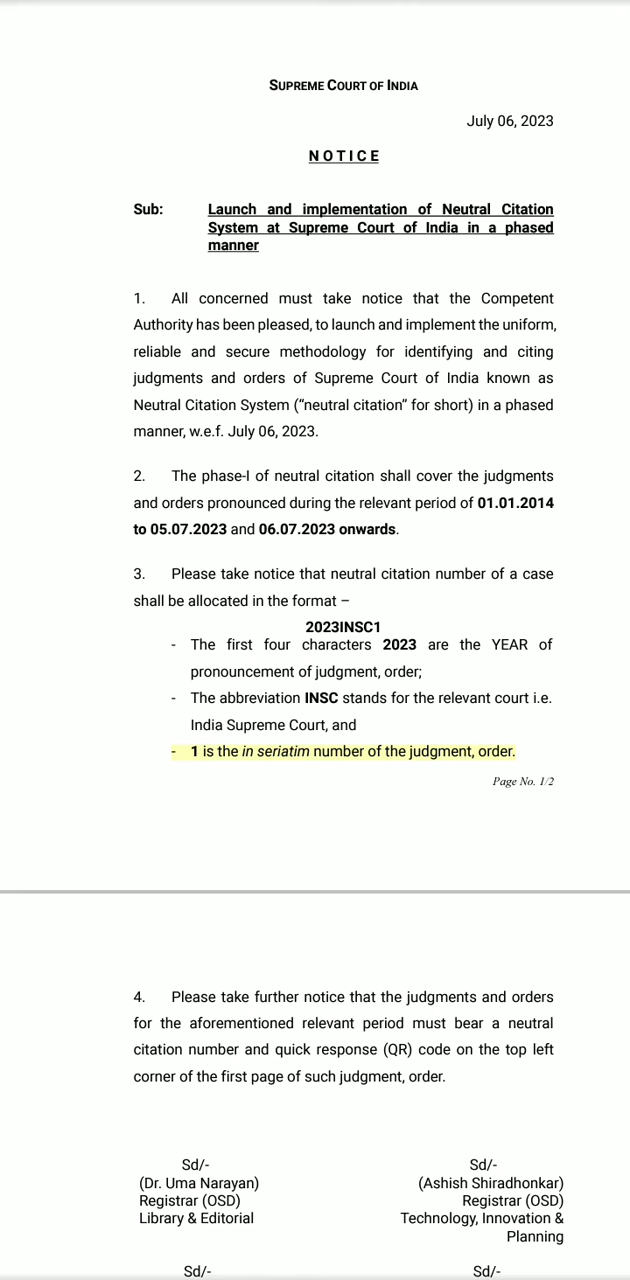 SUPREME COURT OF INDIA
July 06, 2023
NOTICE
Sub: Launch and implementation of Neutral Citation
System at Supreme Court of India in a phased
manner
1. All concerned must take notice that the Competent
Authority has been pleased, to launch and implement the uniform,
reliable and secure methodology for identifying and citing
judgments and orders of Supreme Court of India known as
Neutral Citation System (“neutral citation” for short) in a phased
manner, w.e.f. July 06, 2023.
2. The phase-I of neutral citation shall cover the judgments
and orders pronounced during the relevant period of 01.01.2014
to 05.07.2023 and 06.07.2023 onwards.
3. Please take notice that neutral citation number of a case
shall be allocated in the format –
2023INSC1
- The first four characters 2023 are the YEAR of
pronouncement of judgment, order;
- The abbreviation INSC stands for the relevant court i.e.
India Supreme Court, and
- 1 is the in seriatim number of the judgment, order.
Page No. 1/2
4. Please take further notice that the judgments and orders
for the aforementioned relevant period must bear a neutral
citation number and quick response (QR) code on the top left
corner of the first page of such judgment, order.
Sd/- Sd/-
(Dr. Uma Narayan) (Ashish Shiradhonkar)
Registrar (OSD) Registrar (OSD)
Library & Editorial Technology, Innovation &
Planning
Sd/- Sd/-